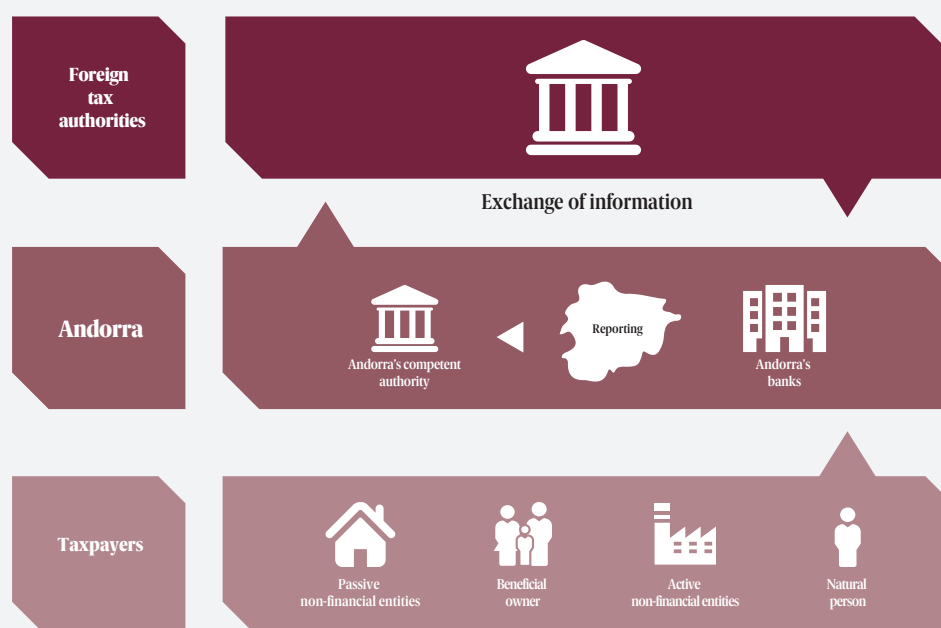 Foreign
tax
authorities
Exchange of information
Andorra
Reporting
Andorra's competent
authority
Andorra's
banks
Taxpayers
Passive
non-financial entities
Beneficial
owner
Active
non-financial entities
Natural
person